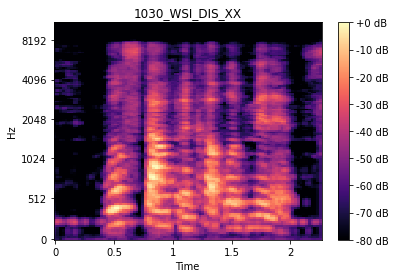 1030_WSI_DIS_XX
Hz
8192
4096
2048
1024
512
0
0
0.5
1
1.5
2
Time
+0 dB
-10 dB
-20 dB
-30 dB
-40 dB
-50 dB
-60 dB
-70 dB
-80 dB